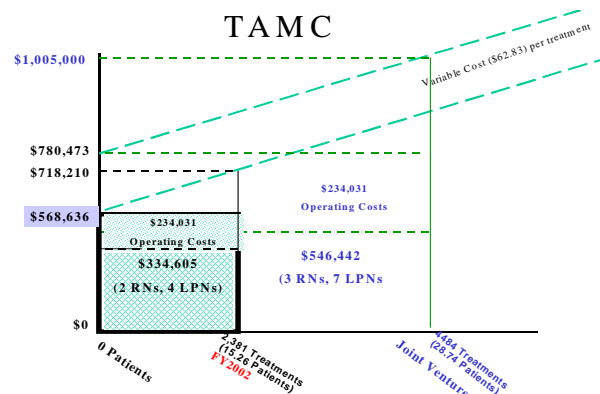 TAMC
$1,005,000
Variable Cost ($62.83) per treatment
$780,473
$718,210
$568,636
$234,031
Operating Costs
$234,031
Operating Costs
$334,605
(2 RNs, 4 LPNs)
$546,442
(3 RNs, 7 LPNs
$0
0 Patients
2,381 Treatments
(15.26 Patients)
FY2002
4484 Treatments
(28.74 Patients)
Joint Venture